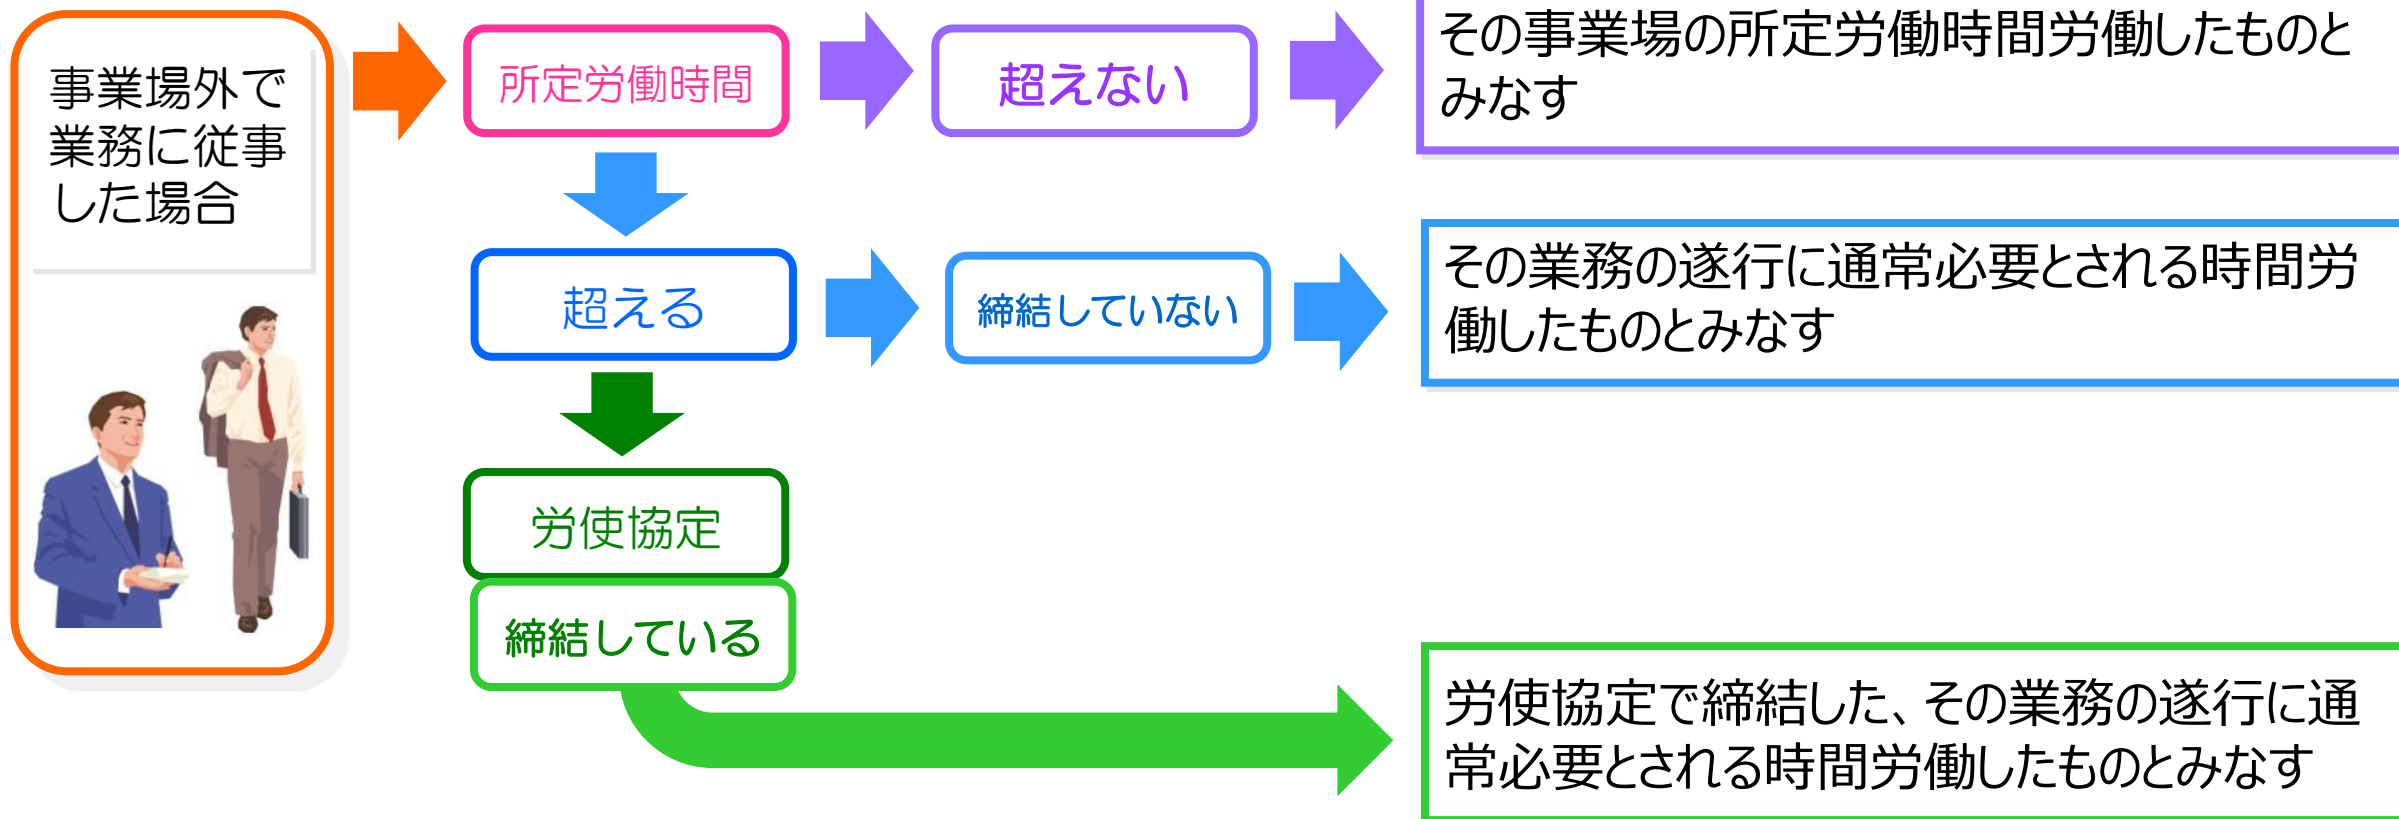 事業場外で
業務に従事
した場合
所定労働時間
超えない
その事業場の所定労働時間労働したものと
みなす
超える
締結していない
その業務の遂行に通常必要とされる時間労
働したものとみなす
労使協定
締結している
労使協定で締結した、その業務の遂行に通
常必要とされる時間労働したものとみなす